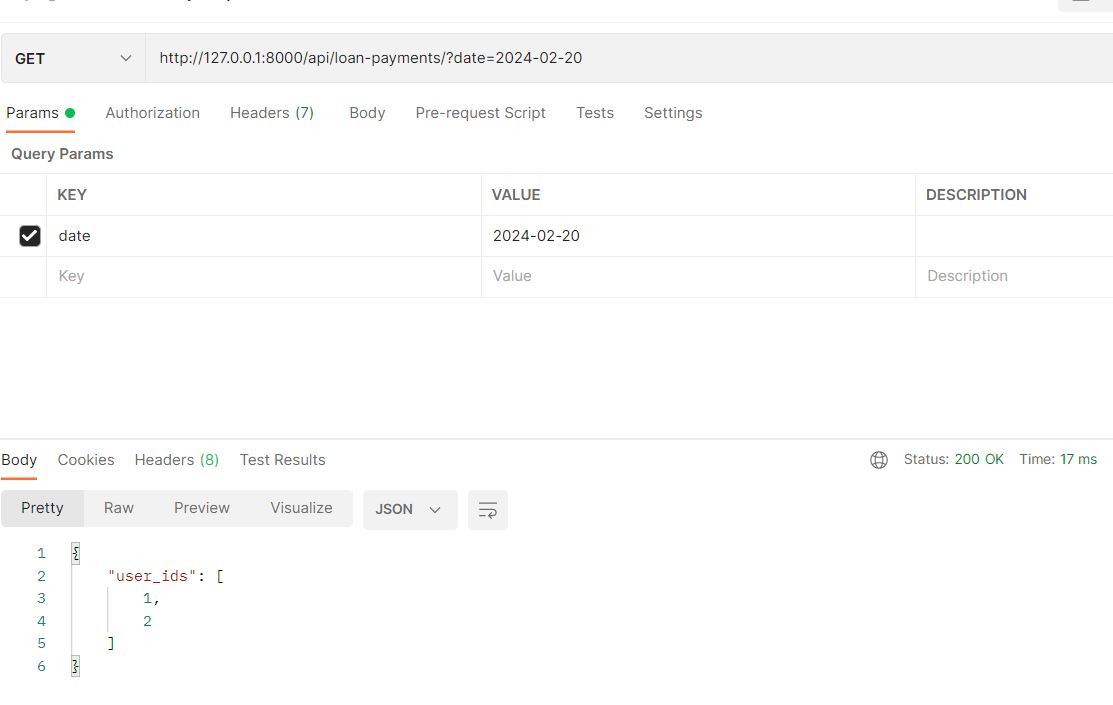 GET http://127.0.0.1:8000/api/loan-payments/?date=2024-02-20
Params Authorization Headers (7) Body Pre-request Script Tests Settings
Query Params
KEY VALUE DESCRIPTION
date 2024-02-20
Key Value Description
Body Cookies Headers (8) Test Results Status: 200 OK Time: 17 ms
Pretty Raw Preview Visualize JSON
1 {
2 "user_ids": [
3 1,
4 2
5 ]
6 }